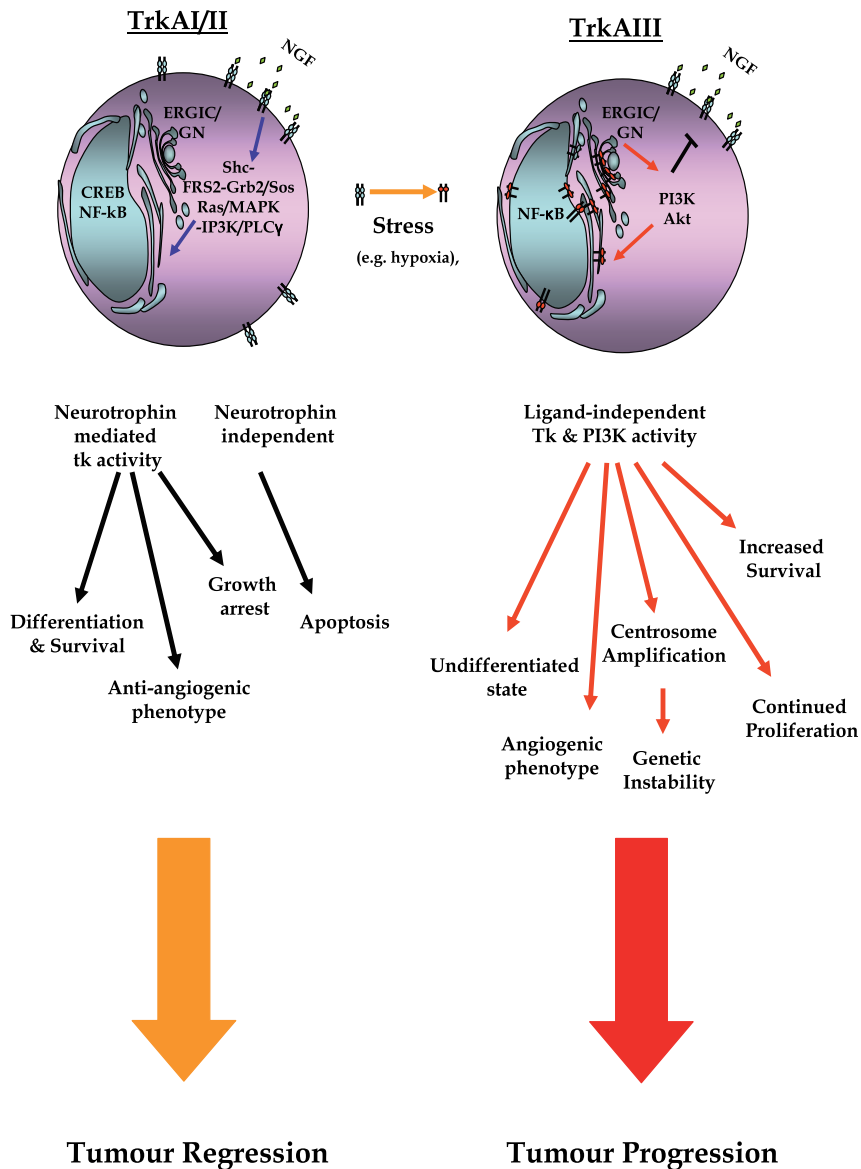 TrkAI/II
NGF
ERGIC/
GN
Shc-
FRS2-Grb2/Sos
Ras/MAPK
-IP3K/PLCγ
CREB
NF-kB
Stress
(e.g. hypoxia),
TrkAIII
NGF
ERGIC/
GN
NF-κB
PI3K
Akt
Neurotrophin
mediated
tk activity
Neurotrophin
independent
Differentiation
& Survival
Anti-angiogenic
phenotype
Growth
arrest
Apoptosis
Ligand-independent
Tk & PI3K activity
Undifferentiated
state
Angiogenic
phenotype
Centrosome
Amplification
Genetic
Instability
Increased
Survival
Continued
Proliferation
Tumour Regression
Tumour Progression